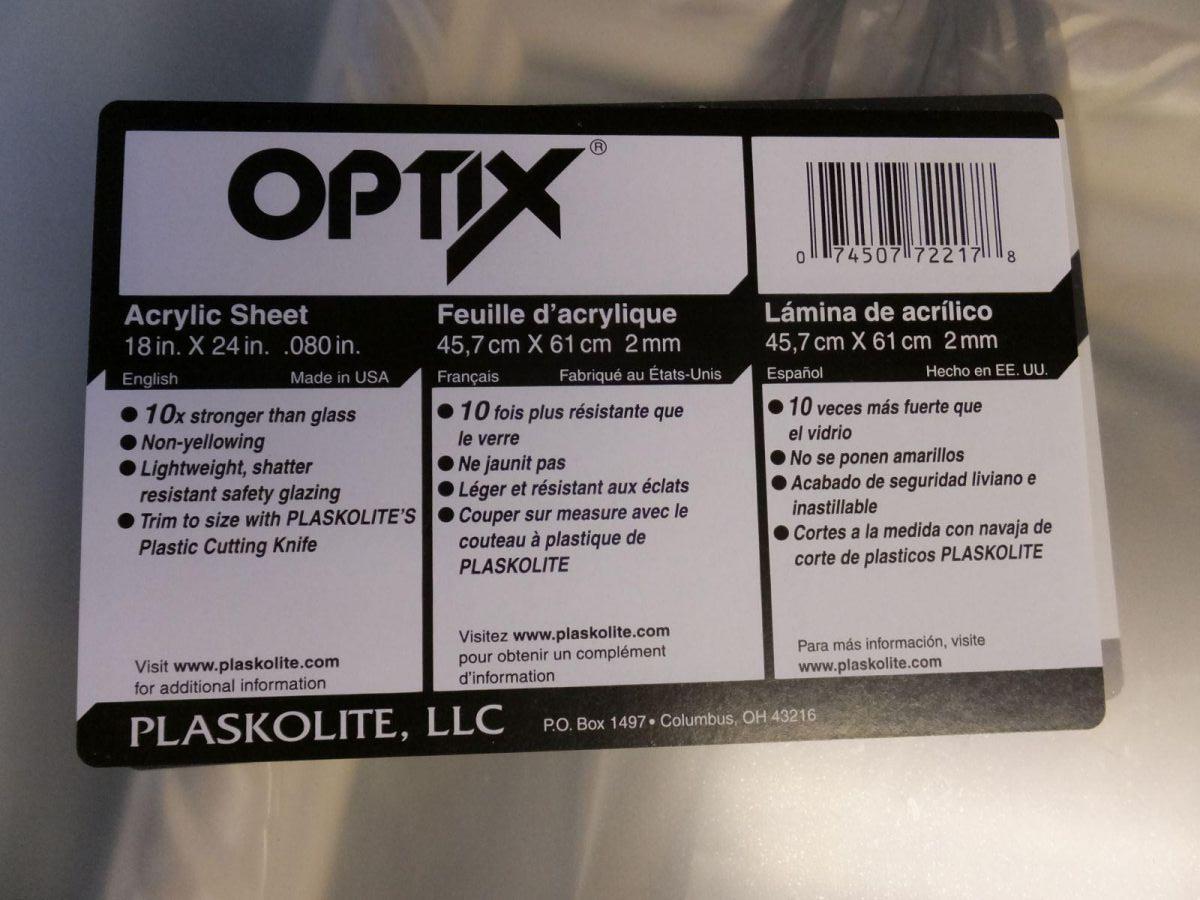 OPTIX®
0 74507 72217 8
Acrylic Sheet
18 in. X 24 in. .080 in.
English Made in USA
● 10x stronger than glass
● Non-yellowing
● Lightweight, shatter
resistant safety glazing
● Trim to size with PLASKOLITE'S
Plastic Cutting Knife
Visit www.plaskolite.com
for additional information
Feuille d'acrylique
45,7 cm X 61 cm 2 mm
Français Fabriqué au États-Unis
● 10 fois plus résistante que
le verre
● Ne jaunit pas
● Léger et résistant aux éclats
● Couper sur measure avec le
couteau à plastique de
PLASKOLITE
Visitez www.plaskolite.com
pour obtenir un complément
d'information
Lámina de acrílico
45,7 cm X 61 cm 2 mm
Español Hecho en EE. UU.
● 10 veces más fuerte que
el vidrio
● No se ponen amarillos
● Acabado de seguridad liviano e
inastillable
● Cortes a la medida con navaja de
corte de plasticos PLASKOLITE
Para más información, visite
www.plaskolite.com
PLASKOLITE, LLC P.O. Box 1497 • Columbus, OH 43216